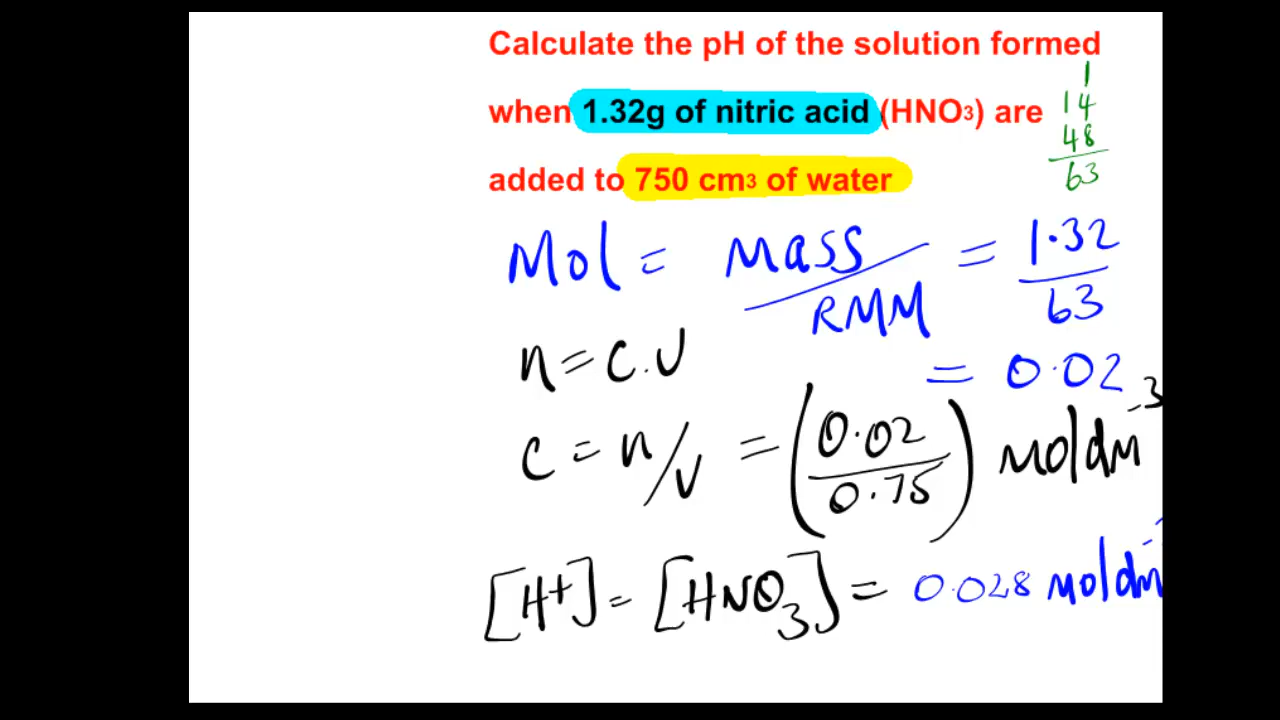 Calculate the pH of the solution formed
when 1.32g of nitric acid (HNO3) are
added to 750 cm3 of water
1
14
48
63
Mol = Mass/RMM = 1.32/63
= 0.02
n = c.v
c = n/v = (0.02/0.75) moldm-3
[H+] = [HNO3] = 0.028 moldm-